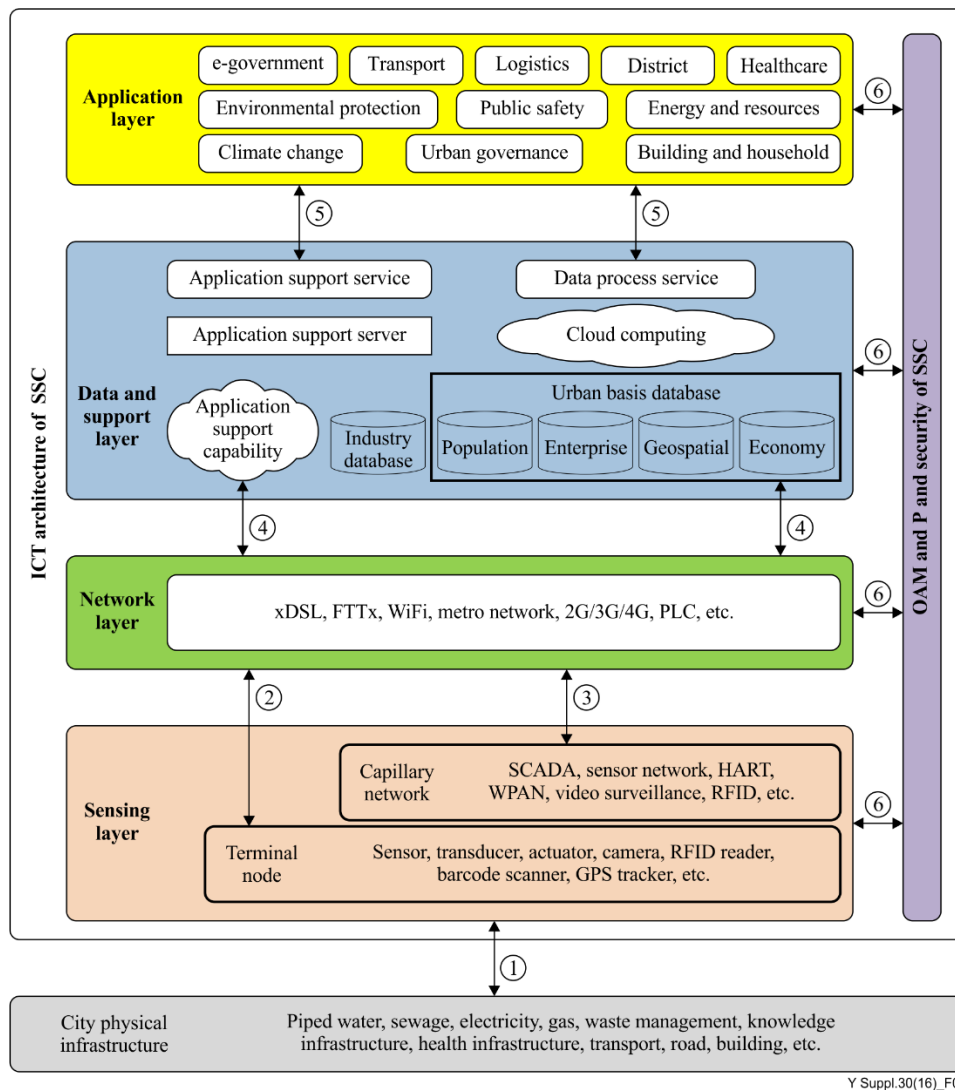 ICT architecture of SSC
OAM and P and security of SSC
Application
layer
e-government
Transport
Logistics
District
Healthcare
Environmental protection
Public safety
Energy and resources
Climate change
Urban governance
Building and household
6
5
5
Data and
support layer
Application support service
Data process service
Application support server
Cloud computing
6
Application
support
capability
Industry
database
Urban basis database
Population
Enterprise
Geospatial
Economy
4
4
Network
layer
xDSL, FTTx, WiFi, metro network, 2G/3G/4G, PLC, etc.
6
2
3
Sensing
layer
Capillary
network
SCADA, sensor network, HART,
WPAN, video surveillance, RFID, etc.
6
Terminal
node
Sensor, transducer, actuator, camera, RFID reader,
barcode scanner, GPS tracker, etc.
1
City physical
infrastructure
Piped water, sewage, electricity, gas, waste management, knowledge
infrastructure, health infrastructure, transport, road, building, etc.
Y Suppl.30(16)_F0